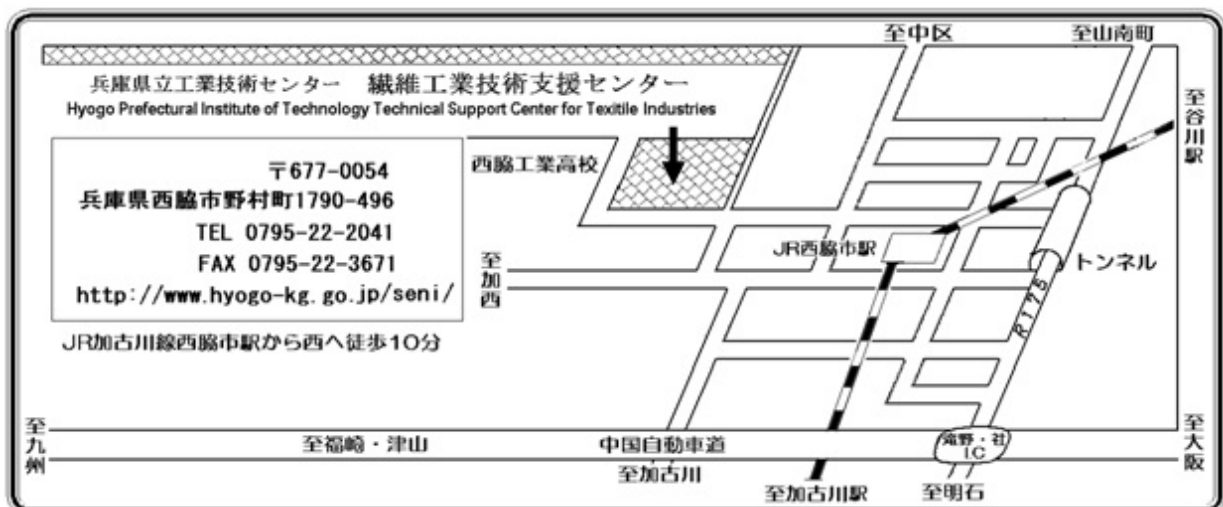 至中区
至山南町
兵庫県立工業技術センター 繊維工業技術支援センター
Hyogo Prefectural Institute of Technology Technical Support Center for Texitile Industries
至谷川駅
〒677-0054
兵庫県西脇市野村町1790-496
TEL 0795-22-2041
FAX 0795-22-3671
http://www.hyogo-kg.go.jp/seni/
西脇工業高校
JR西脇市駅
トンネル
至加西
R175
JR加古川線西脇市駅から西へ徒歩10分
至九州
至福崎・津山
中国自動車道
滝野・社
I.C
至大阪
至加古川
至加古川駅
至明石